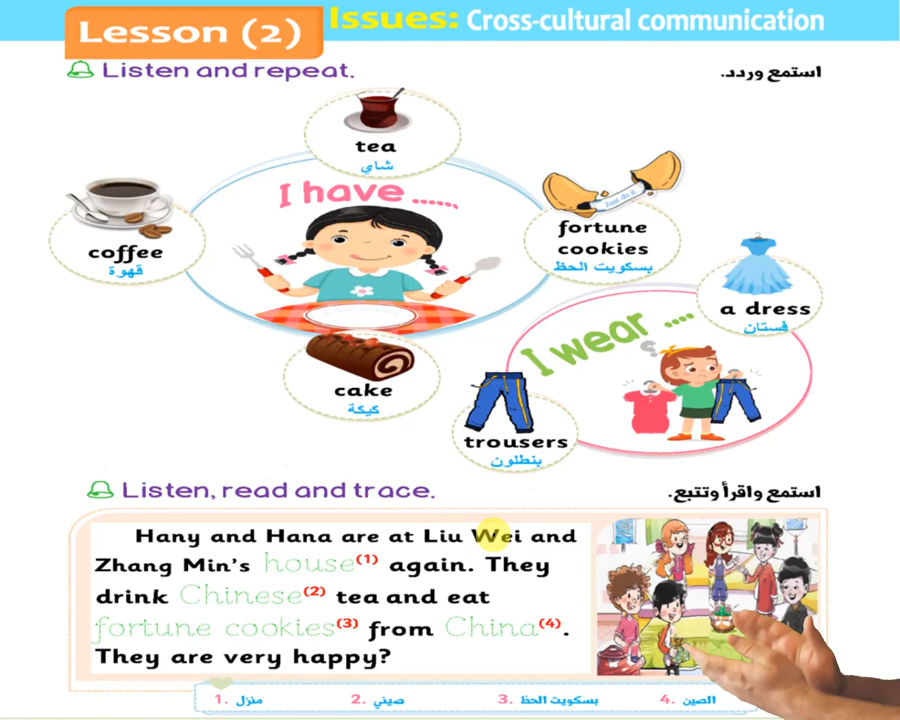 Lesson (2)
Issues: Cross-cultural communication
Listen and repeat.
استمع وردد.
tea
شاي
I have ......
coffee
قهوة
Just do it
fortune
cookies
بسكويت الحظ
a dress
فستان
I wear ....
cake
كيكة
trousers
بنطلون
Listen, read and trace.
استمع واقرأ وتتبع.
Hany and Hana are at Liu Wei and
Zhang Min's house(1) again. They
drink Chinese(2) tea and eat
fortune cookies(3) from China(4).
They are very happy?
1. منزل 2. صيني 3. بسكويت الحظ 4. الصين